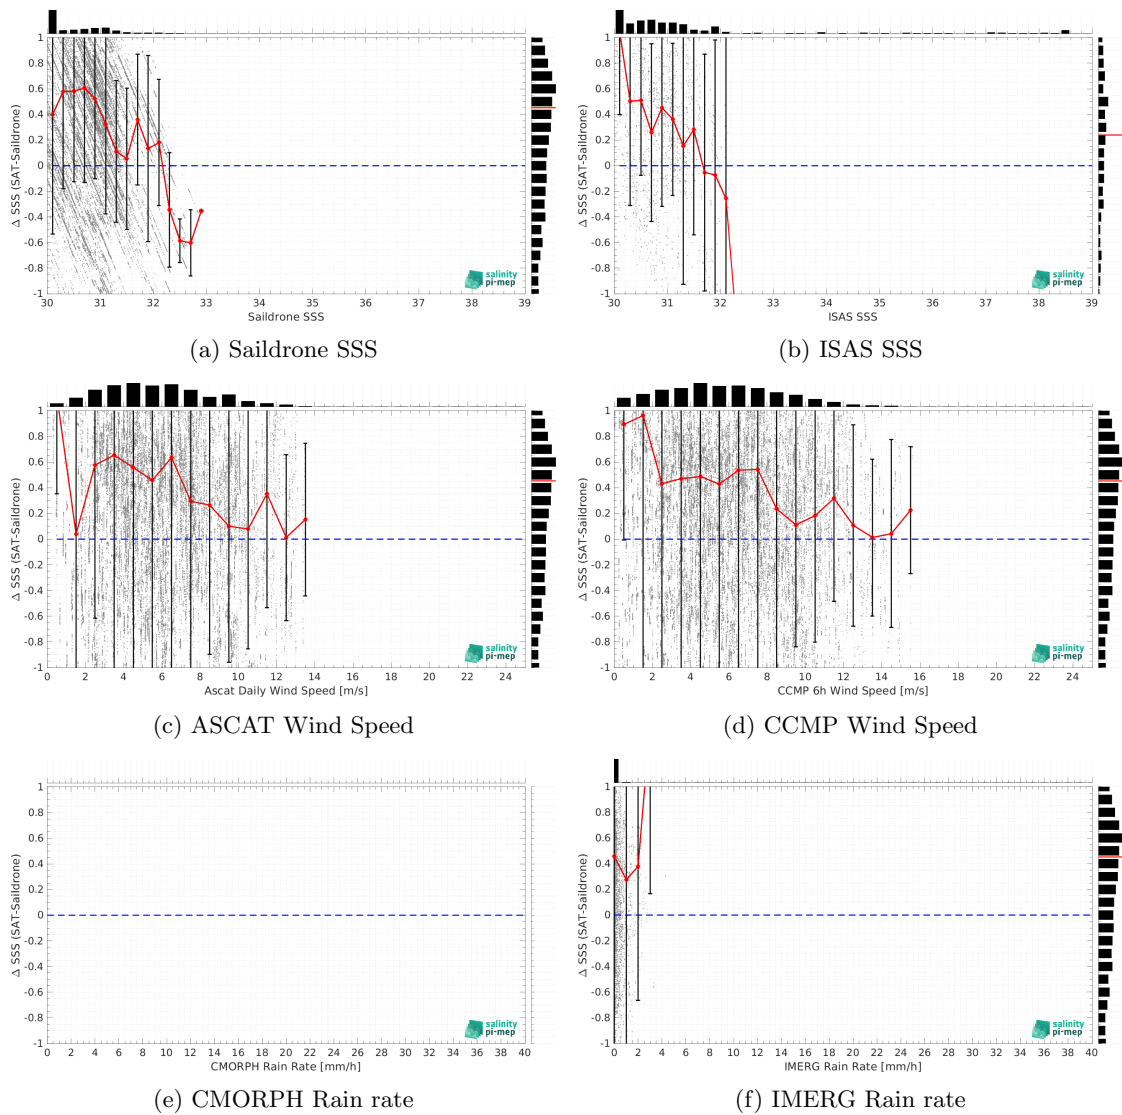 1
0.8
0.6
0.4
0.2
0
-0.2
-0.4
-0.6
-0.8
-1
Δ SSS (SAT-Saildrone)
30 31 32 33 34 35 36 37 38 39
Saildrone SSS
salinity
pi-mep
(a) Saildrone SSS
1
0.8
0.6
0.4
0.2
0
-0.2
-0.4
-0.6
-0.8
-1
Δ SSS (SAT-Saildrone)
30 31 32 33 34 35 36 37 38 39
ISAS SSS
salinity
pi-mep
(b) ISAS SSS
1
0.8
0.6
0.4
0.2
0
-0.2
-0.4
-0.6
-0.8
-1
Δ SSS (SAT-Saildrone)
0 2 4 6 8 10 12 14 16 18 20 22 24
Ascat Daily Wind Speed [m/s]
salinity
pi-mep
(c) ASCAT Wind Speed
1
0.8
0.6
0.4
0.2
0
-0.2
-0.4
-0.6
-0.8
-1
Δ SSS (SAT-Saildrone)
0 2 4 6 8 10 12 14 16 18 20 22 24
CCMP 6h Wind Speed [m/s]
salinity
pi-mep
(d) CCMP Wind Speed
1
0.8
0.6
0.4
0.2
0
-0.2
-0.4
-0.6
-0.8
-1
Δ SSS (SAT-Saildrone)
0 2 4 6 8 10 12 14 16 18 20 22 24 26 28 30 32 34 36 38 40
CMORPH Rain Rate [mm/h]
salinity
pi-mep
(e) CMORPH Rain rate
1
0.8
0.6
0.4
0.2
0
-0.2
-0.4
-0.6
-0.8
-1
Δ SSS (SAT-Saildrone)
0 2 4 6 8 10 12 14 16 18 20 22 24 26 28 30 32 34 36 38 40
IMERG Rain Rate [mm/h]
salinity
pi-mep
(f) IMERG Rain rate